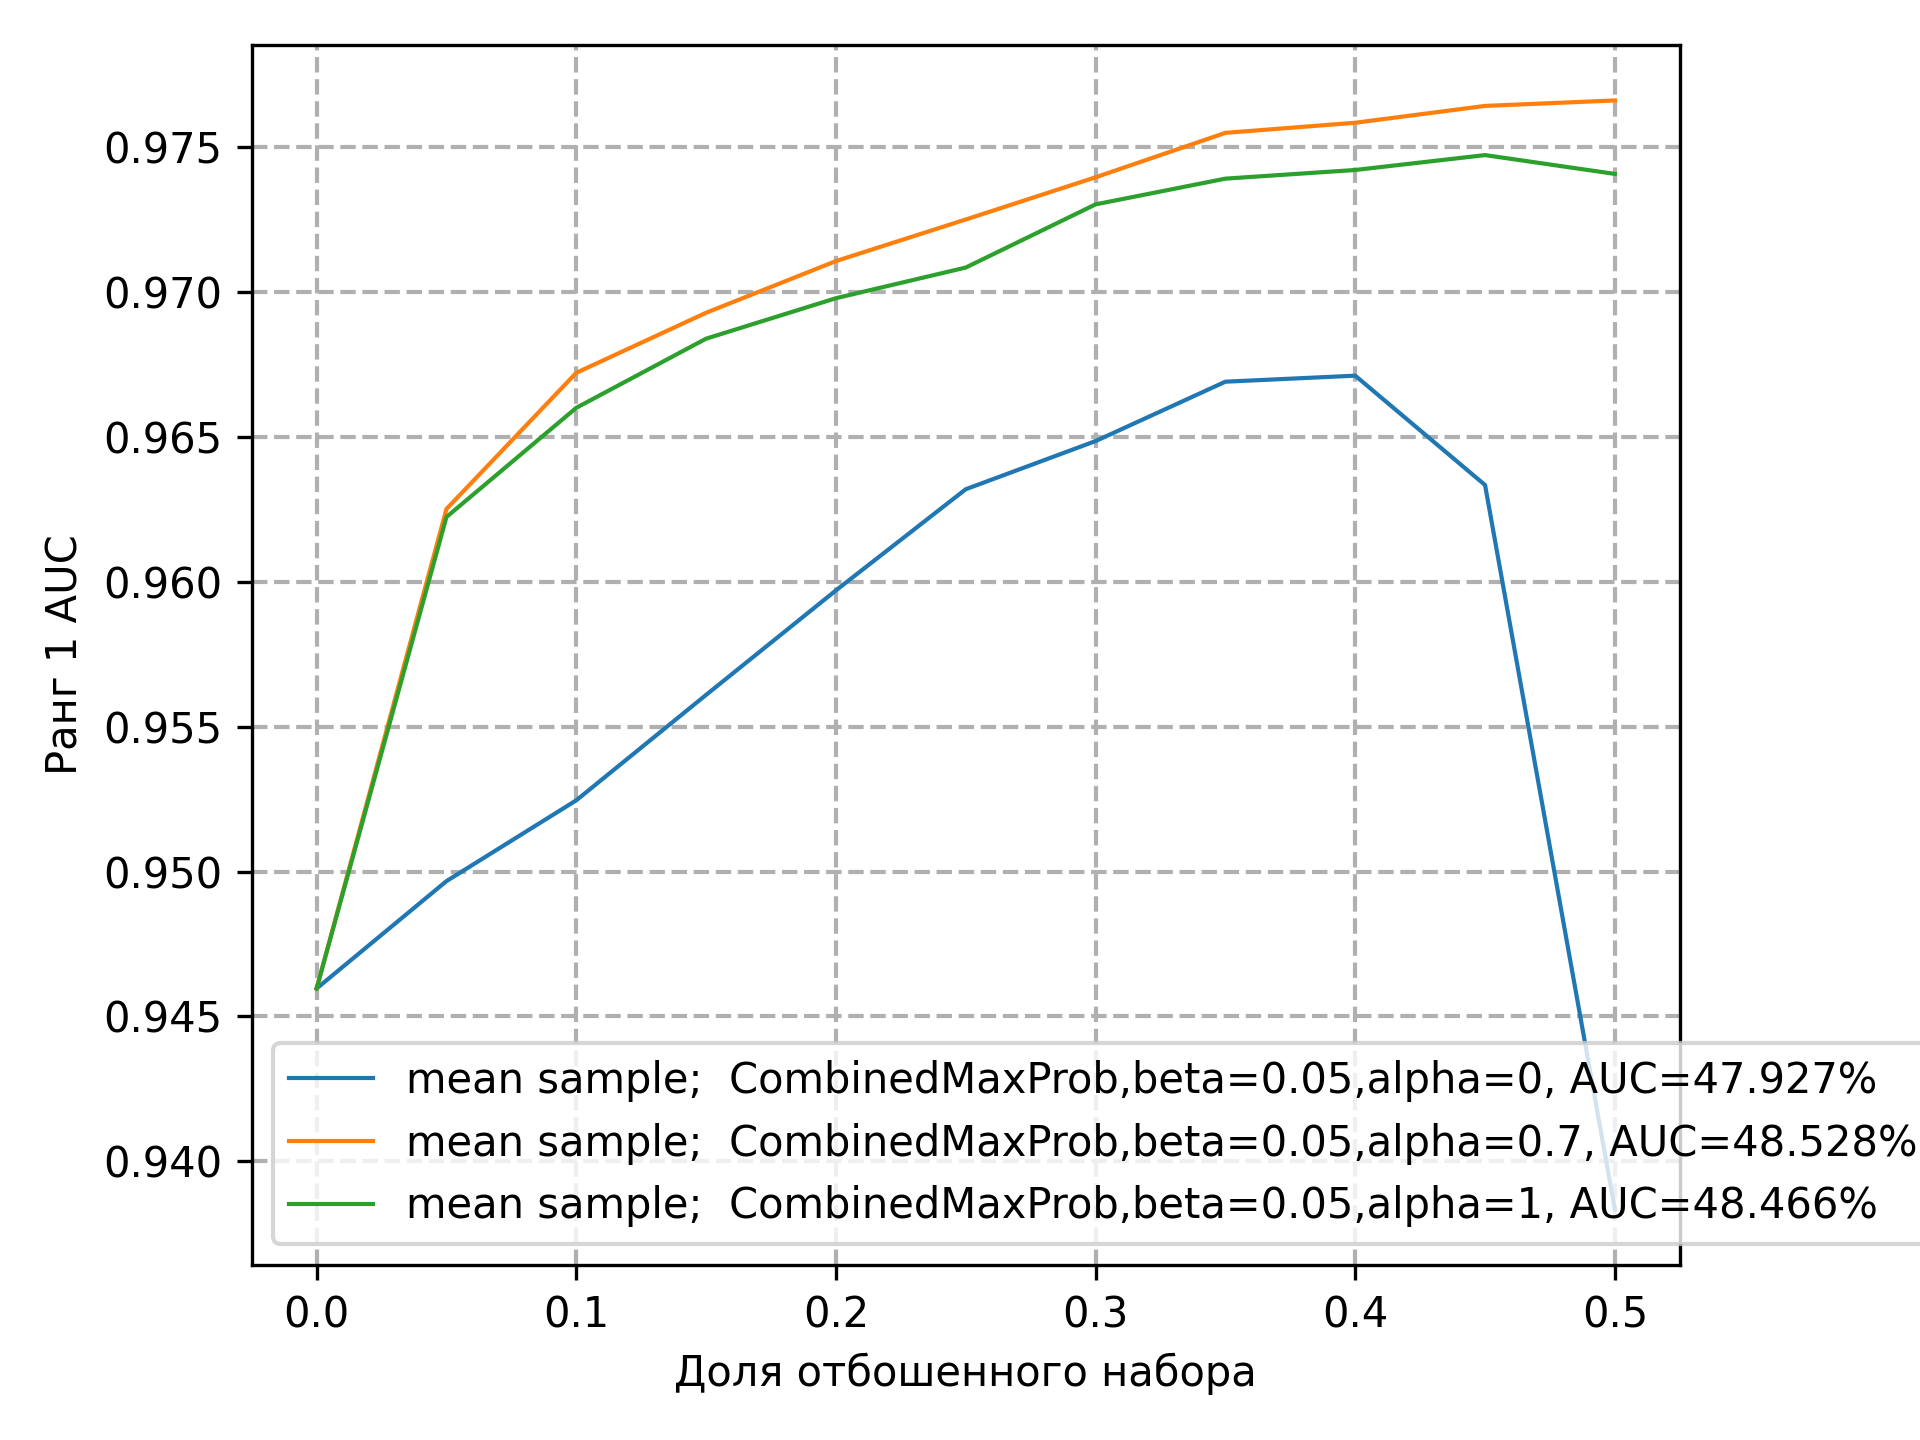 Ранг 1 AUC
0.975
0.970
0.965
0.960
0.955
0.950
0.945
0.940
mean sample;  CombinedMaxProb,beta=0.05,alpha=0, AUC=47.927%
mean sample;  CombinedMaxProb,beta=0.05,alpha=0.7, AUC=48.528%
mean sample;  CombinedMaxProb,beta=0.05,alpha=1, AUC=48.466%
0.0 0.1 0.2 0.3 0.4 0.5
Доля отбошенного набора